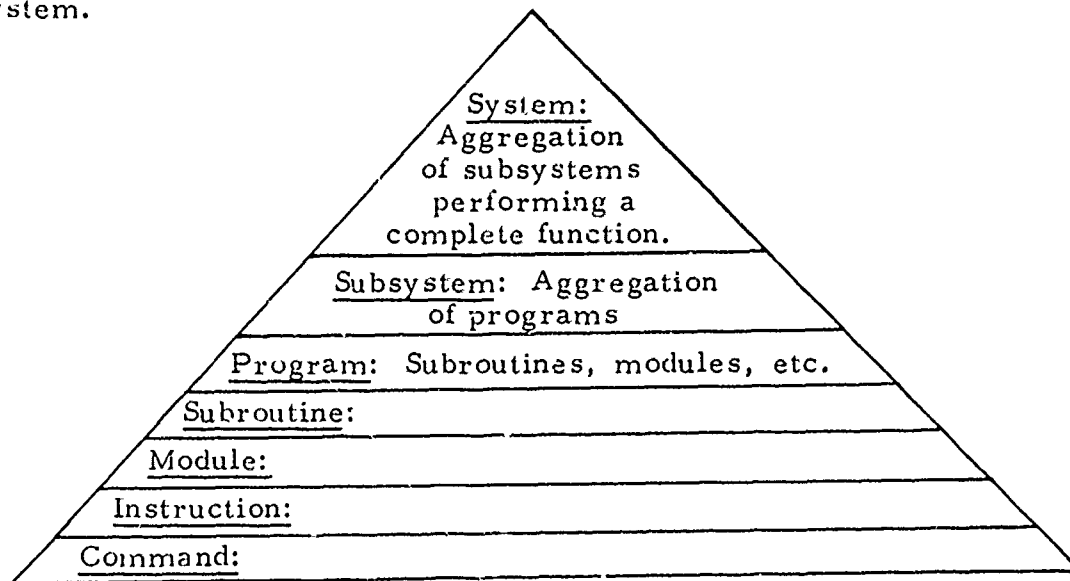 ystem.
System:
Aggregation
of subsystems
performing a
complete function.
Subsystem: Aggregation
of programs
Program: Subroutines, modules, etc.
Subroutine:
Module:
Instruction:
Command: